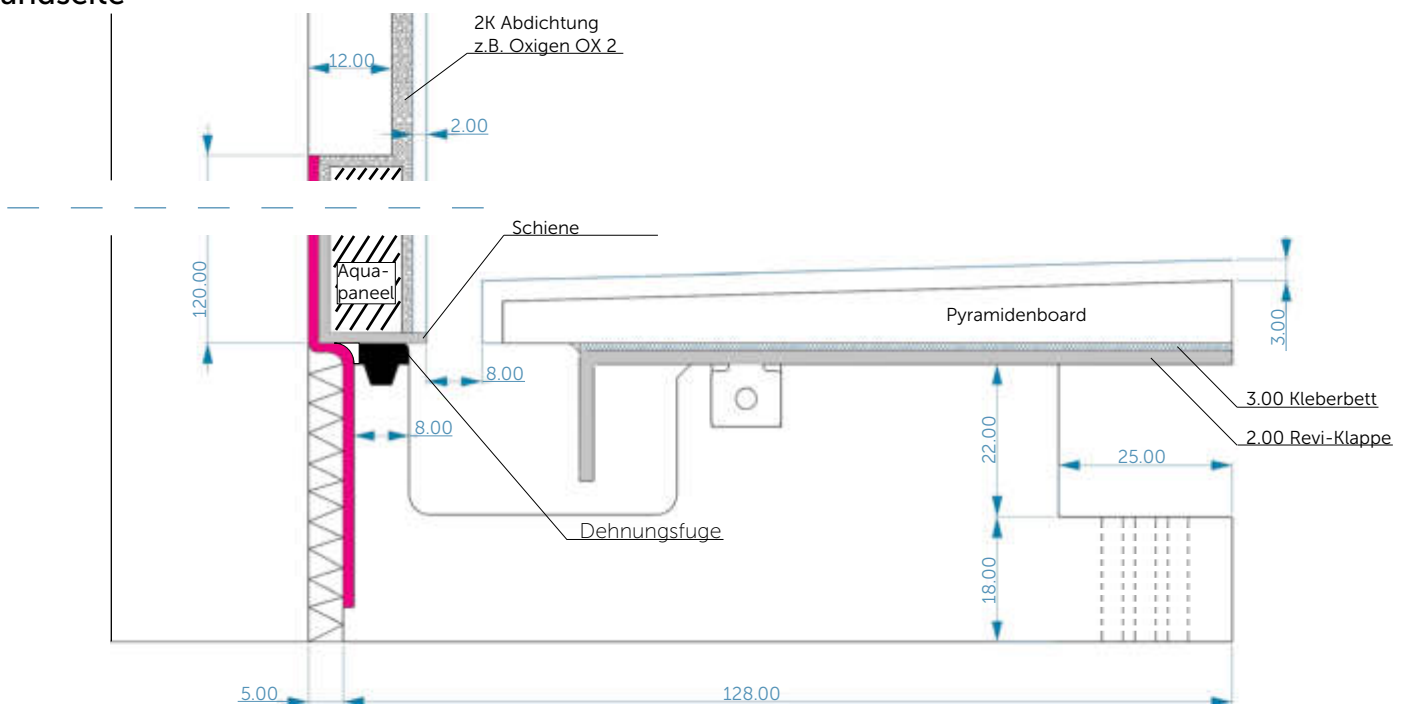 2K Abdichtung
z.B. Oxigen OX 2
12.00
2.00
Schiene
120.00
Aqua-
paneel
Pyramidenboard
3.00
8.00
8.00
3.00 Kleberbett
2.00 Revi-Klappe
22.00
25.00
Dehnungsfuge
18.00
5.00
128.00